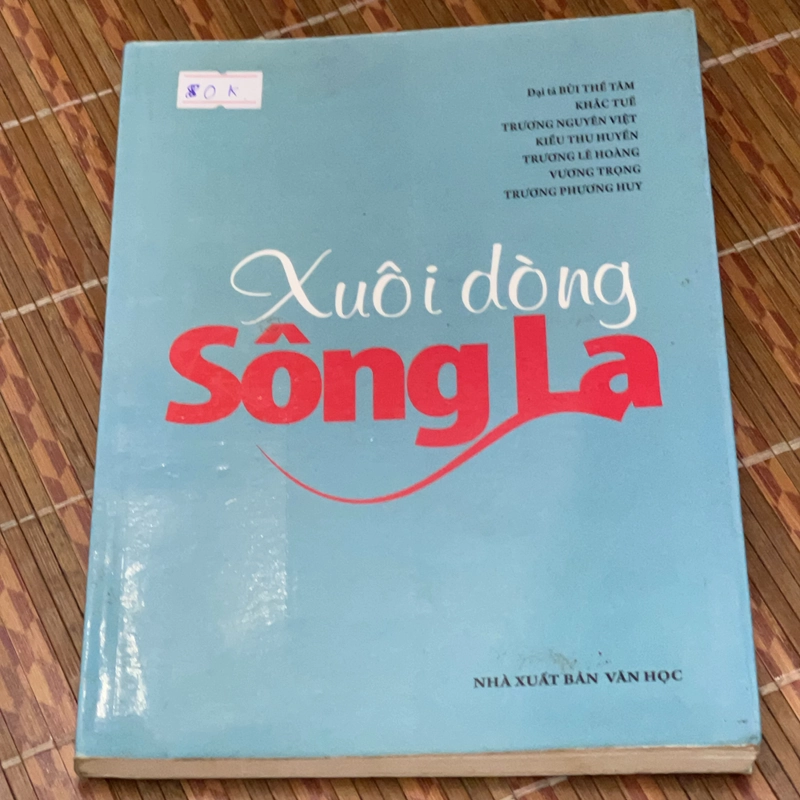 80 K
Đại tá BÙI THẾ TÂM
KHẮC TUẾ
TRƯƠNG NGUYÊN VIỆT
KIỀU THU HUYỀN
TRƯƠNG LÊ HOÀNG
VƯƠNG TRỌNG
TRƯƠNG PHƯƠNG HUY
Xuôi dòng
Sông La
NHÀ XUẤT BẢN VĂN HỌC